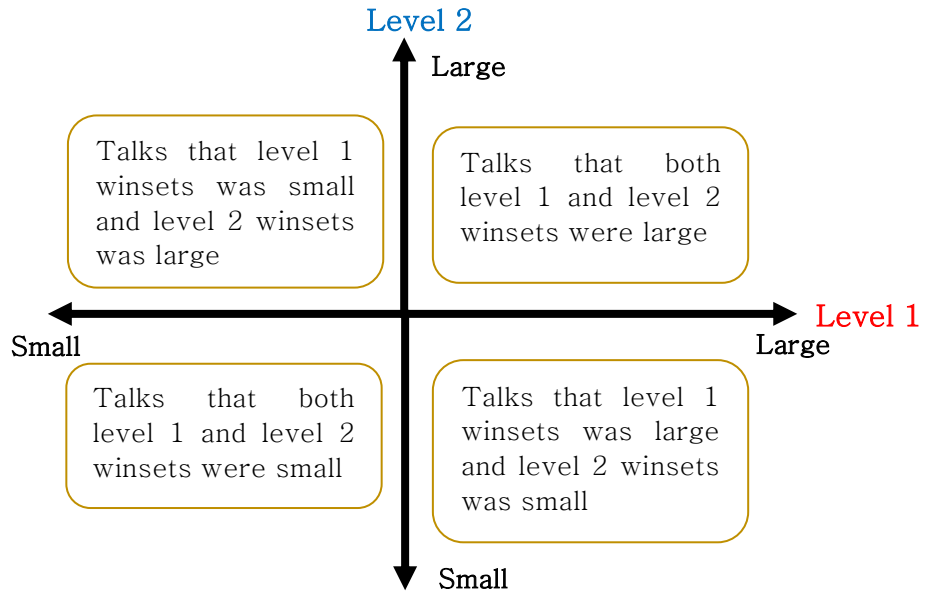 Level 2
Large
Talks that level 1
winsets was small
and level 2 winsets
was large
Talks that both
level 1 and level 2
winsets were large
Small
Large
Level 1
Talks that both
level 1 and level 2
winsets were small
Talks that level 1
winsets was large
and level 2 winsets
was small
Small